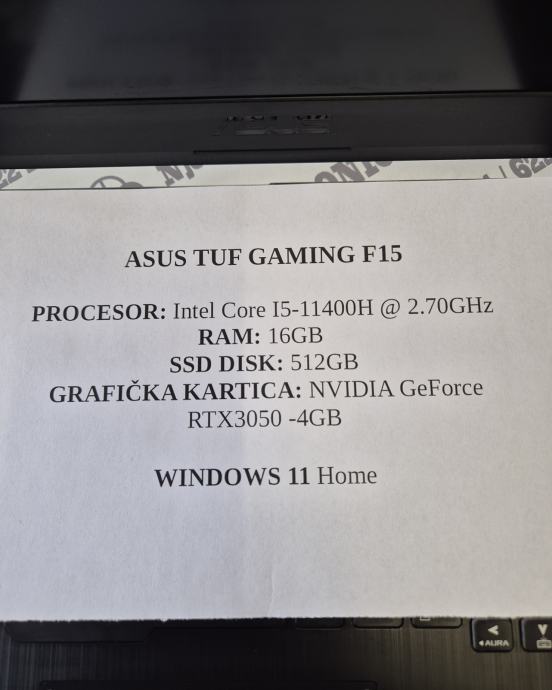 ASUS TUF GAMING F15
PROCESOR: Intel Core I5-11400H @ 2.70GHz
RAM: 16GB
SSD DISK: 512GB
GRAFIČKA KARTICA: NVIDIA GeForce
RTX3050 -4GB
WINDOWS 11 Home
AURA